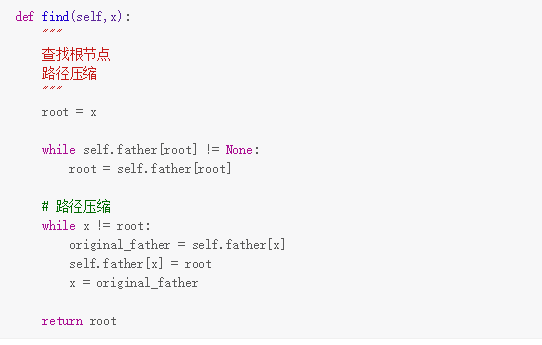 def find(self,x):
    """
    查找根节点
    路径压缩
    """
    root = x

    while self.father[root] != None:
        root = self.father[root]

    # 路径压缩
    while x != root:
        original_father = self.father[x]
        self.father[x] = root
        x = original_father

    return root